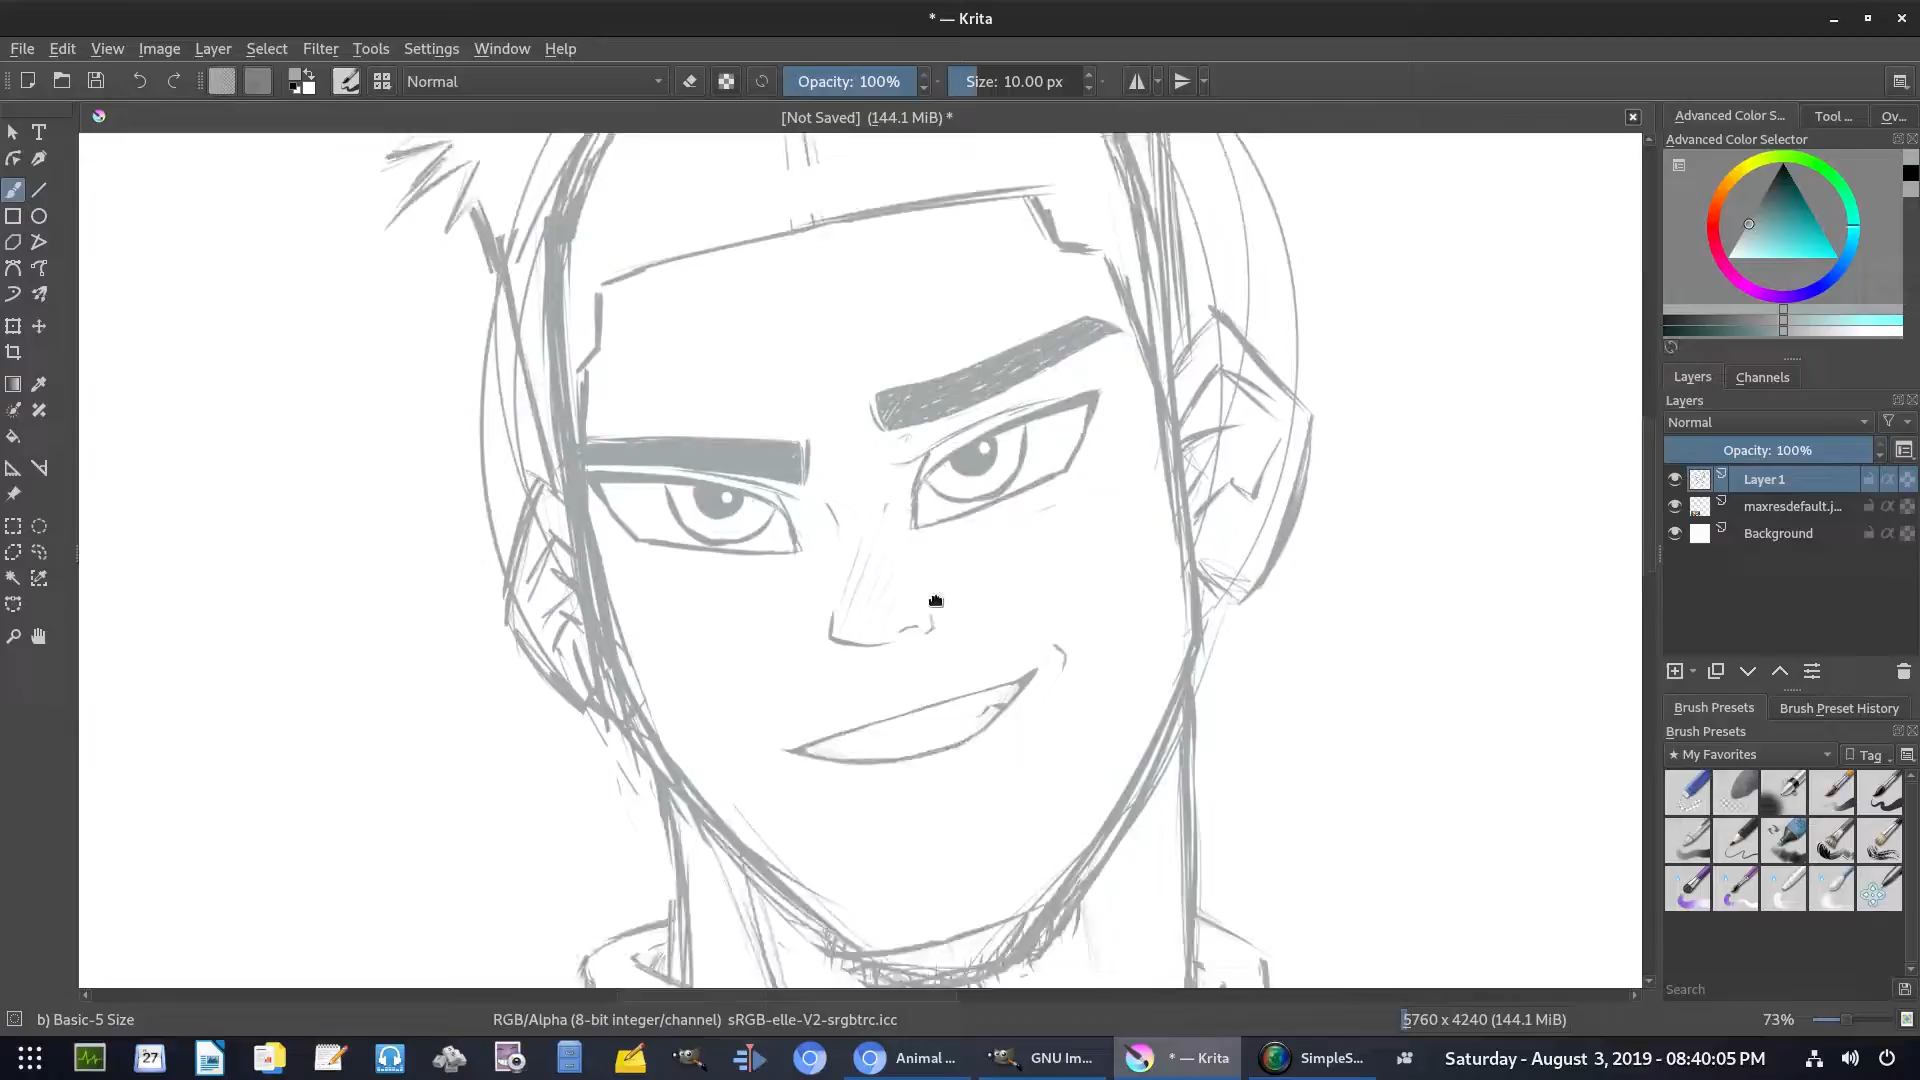 * — Krita
File Edit View Image Layer Select Filter Tools Settings Window Help
Normal Opacity: 100% Size: 10.00 px
[Not Saved] (144.1 MiB) *
Advanced Color S... Tool ... Ov...
Advanced Color Selector
Layers Channels
Layers
Normal
Opacity: 100%
Layer 1
maxresdefault.j...
Background
Brush Presets Brush Preset History
Brush Presets
★ My Favorites Tag
Search
b) Basic-5 Size RGB/Alpha (8-bit integer/channel) sRGB-elle-V2-srgbtrc.icc 5760 x 4240 (144.1 MiB) 73%
27 Animal ... GNU Im... * — Krita SimpleS... Saturday - August 3, 2019 - 08:40:05 PM